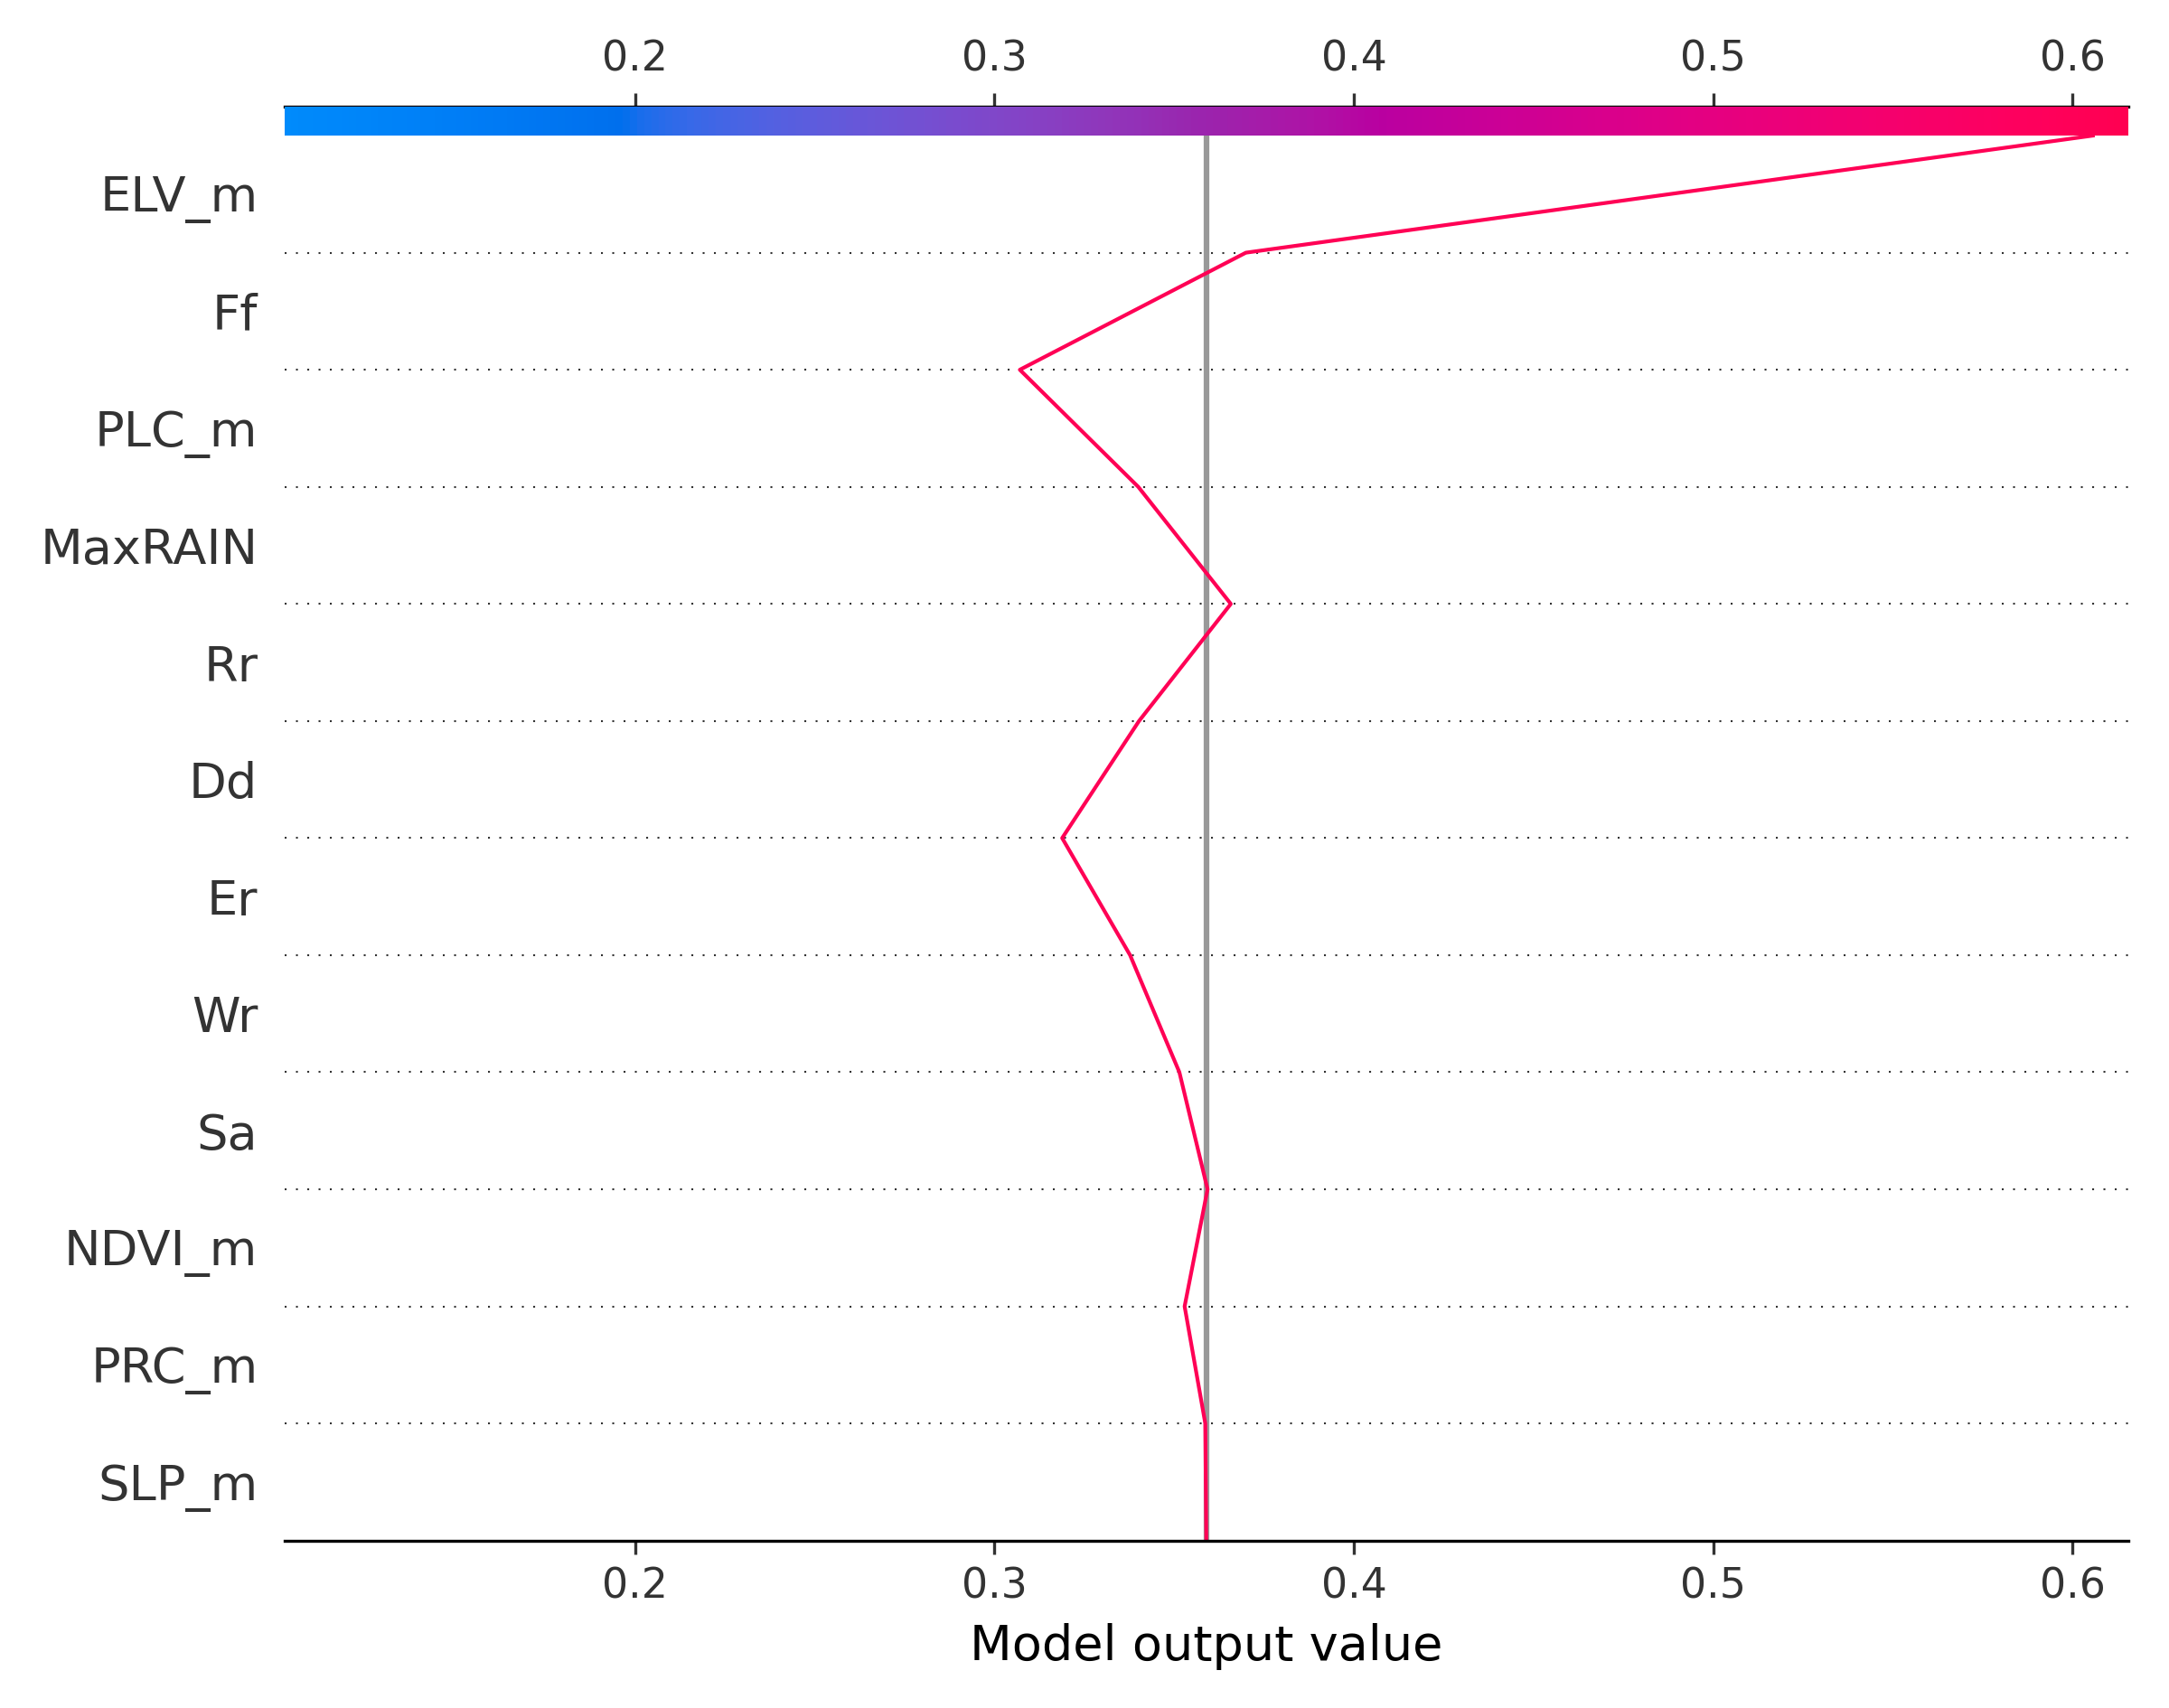 0.2 0.3 0.4 0.5 0.6
ELV_m
Ff
PLC_m
MaxRAIN
Rr
Dd
Er
Wr
Sa
NDVI_m
PRC_m
SLP_m
0.2 0.3 0.4 0.5 0.6
Model output value